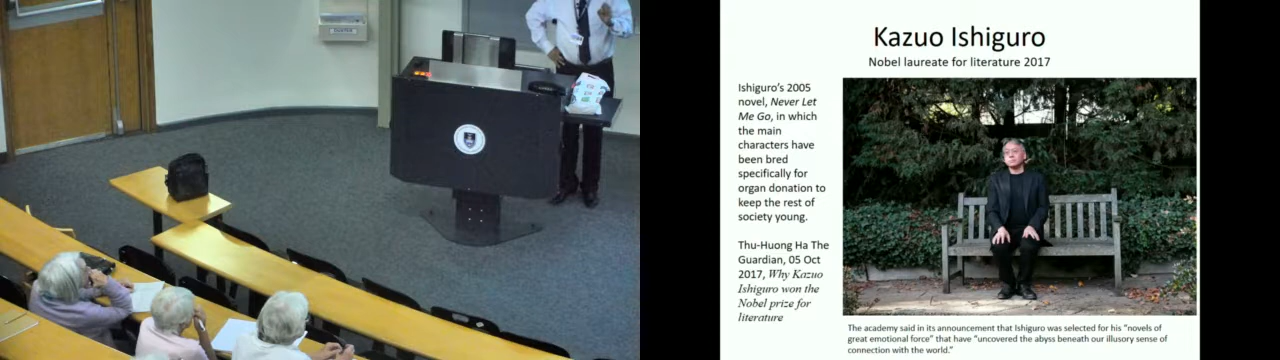 Kazuo Ishiguro
Nobel laureate for literature 2017
Ishiguro's 2005
novel, Never Let
Me Go, in which
the main
characters have
been bred
specifically for
organ donation to
keep the rest of
society young.
Thu-Huong Ha The
Guardian, 05 Oct
2017, Why Kazuo
Ishiguro won the
Nobel prize for
literature
The academy said in its announcement that Ishiguro was selected for his "novels of
great emotional force" that have "uncovered the abyss beneath our illusory sense of
connection with the world."